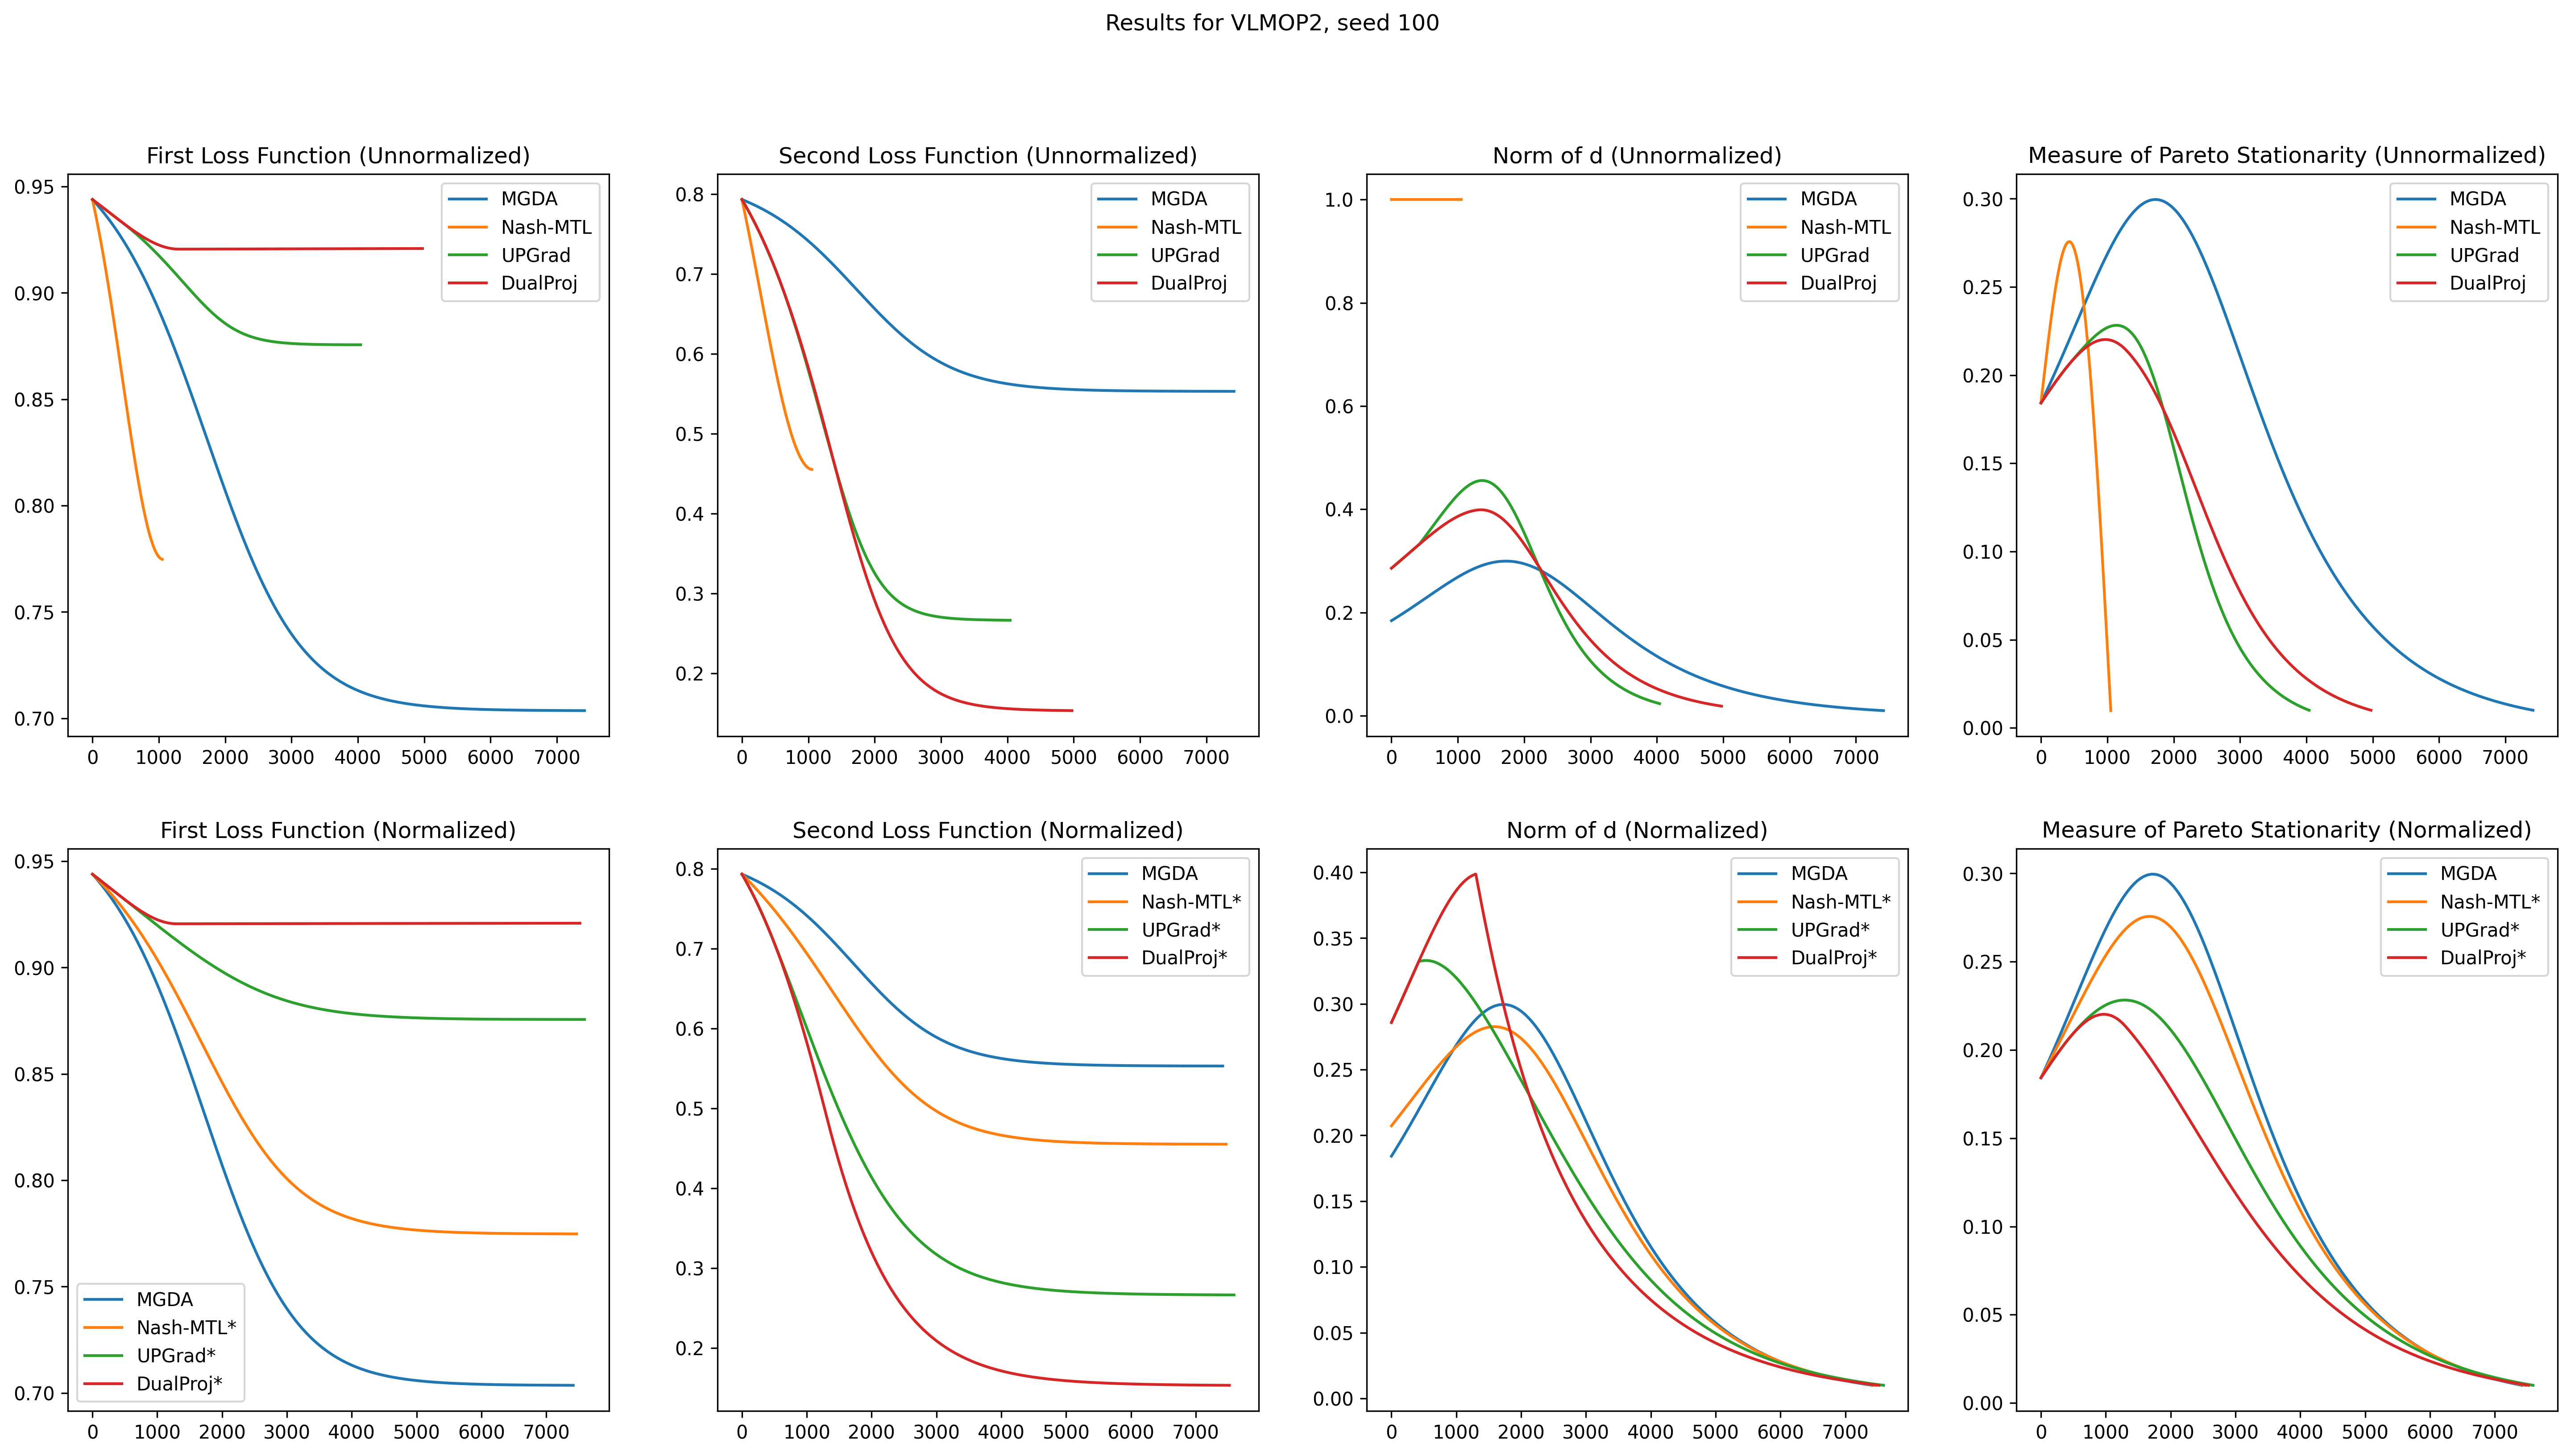 Results for VLMOP2, seed 100
First Loss Function (Unnormalized)
0.95
0.90
0.85
0.80
0.75
0.70
0
1000
2000
3000
4000
5000
6000
7000
MGDA
Nash-MTL
UPGrad
DualProj
Second Loss Function (Unnormalized)
0.8
0.7
0.6
0.5
0.4
0.3
0.2
0
1000
2000
3000
4000
5000
6000
7000
MGDA
Nash-MTL
UPGrad
DualProj
Norm of d (Unnormalized)
1.0
0.8
0.6
0.4
0.2
0.0
0
1000
2000
3000
4000
5000
6000
7000
MGDA
Nash-MTL
UPGrad
DualProj
Measure of Pareto Stationarity (Unnormalized)
0.30
0.25
0.20
0.15
0.10
0.05
0.00
0
1000
2000
3000
4000
5000
6000
7000
MGDA
Nash-MTL
UPGrad
DualProj
First Loss Function (Normalized)
0.95
0.90
0.85
0.80
0.75
0.70
0
1000
2000
3000
4000
5000
6000
7000
MGDA
Nash-MTL*
UPGrad*
DualProj*
Second Loss Function (Normalized)
0.8
0.7
0.6
0.5
0.4
0.3
0.2
0
1000
2000
3000
4000
5000
6000
7000
MGDA
Nash-MTL*
UPGrad*
DualProj*
Norm of d (Normalized)
0.40
0.35
0.30
0.25
0.20
0.15
0.10
0.05
0.00
0
1000
2000
3000
4000
5000
6000
7000
MGDA
Nash-MTL*
UPGrad*
DualProj*
Measure of Pareto Stationarity (Normalized)
0.30
0.25
0.20
0.15
0.10
0.05
0.00
0
1000
2000
3000
4000
5000
6000
7000
MGDA
Nash-MTL*
UPGrad*
DualProj*